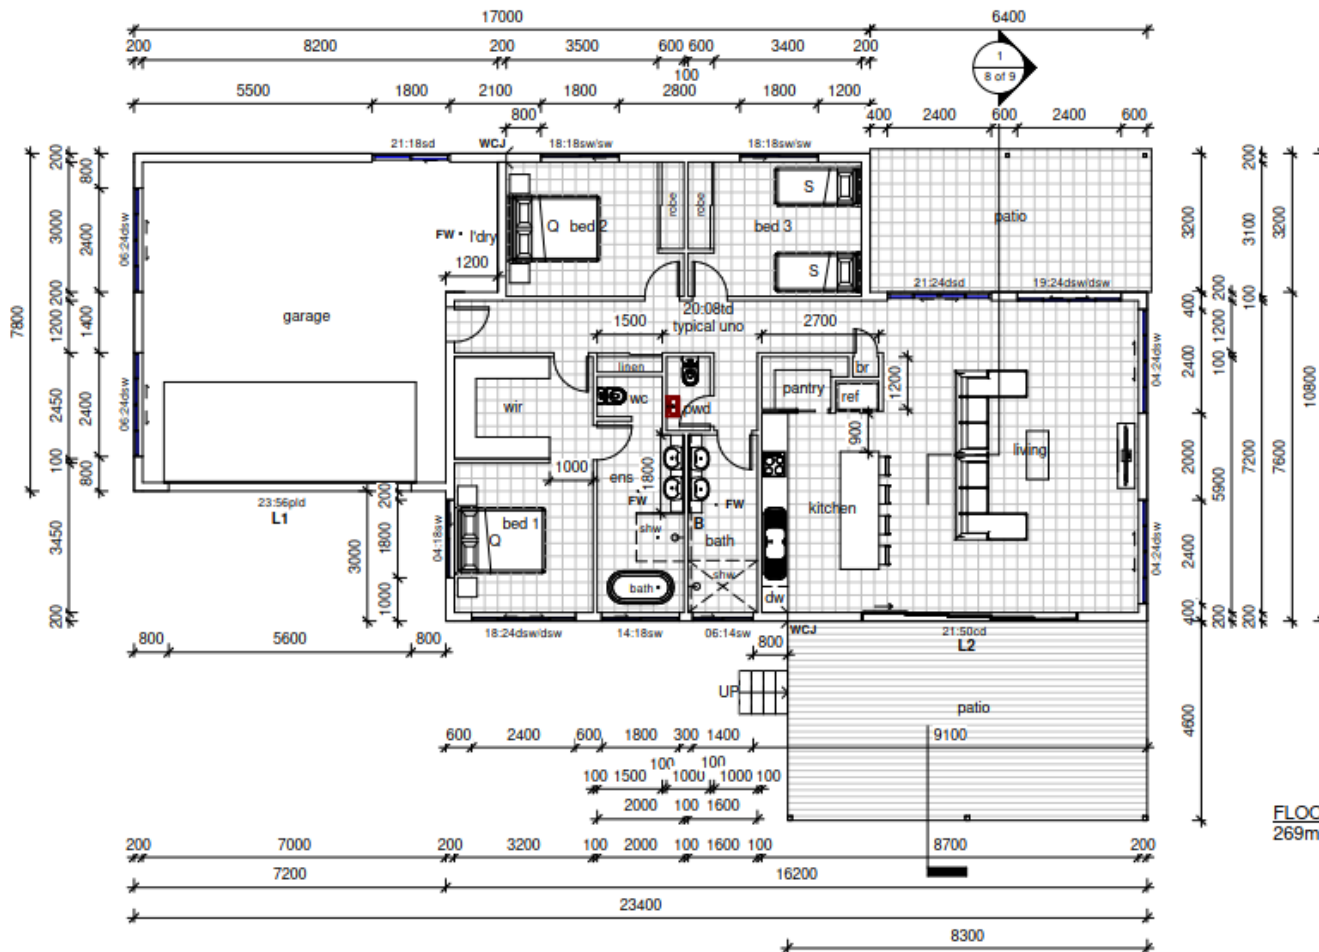 17000 6400
200 8200 200 3500 600 600 3400 200
100
1
8 of 9
5500 1800 2100 1800 2800 1800 1200
800 400 2400 600 2400 600
21:18sd WCJ 18:18sw/sw 18:18sw/sw
7800
200 3000 200 1200 2450 100 3450 200
800 2400 1400 2400 800
06:24dsw
06:24dsw
garage
FW l'dry
1200
Q bed 2
robe
robe
bed 3
S
S
patio
21:24dsd 19:24dsw/dsw
20:08td
typical uno
1500 2700
linen
wc
pwd
pantry
br
ref
1200
900
wir
1000
ens
1800
FW
FW
B
shw
bath
shw
bath
kitchen
dw
living
bed 1
Q
04:18sw
04:24dsw
04:24dsw
23:56pld
L1
3000
200 1800 1000
800 5600 800
18:24dsw/dsw 14:18sw 06:14sw
800
WCJ
21:50cd
L2
UP
patio
3200 400 2400 2000 2400 400 4600
200 100 1200 100 5900 200
200 3100 7200 200
3200 7600
10800
600 2400 600 1800 300 1400 9100
100 100
100 1500 1000 1000 100
2000 100 1600
200 7000 200 3200 100 2000 100 1600 100 8700 200
7200 16200
23400
8300
FLOO
269m